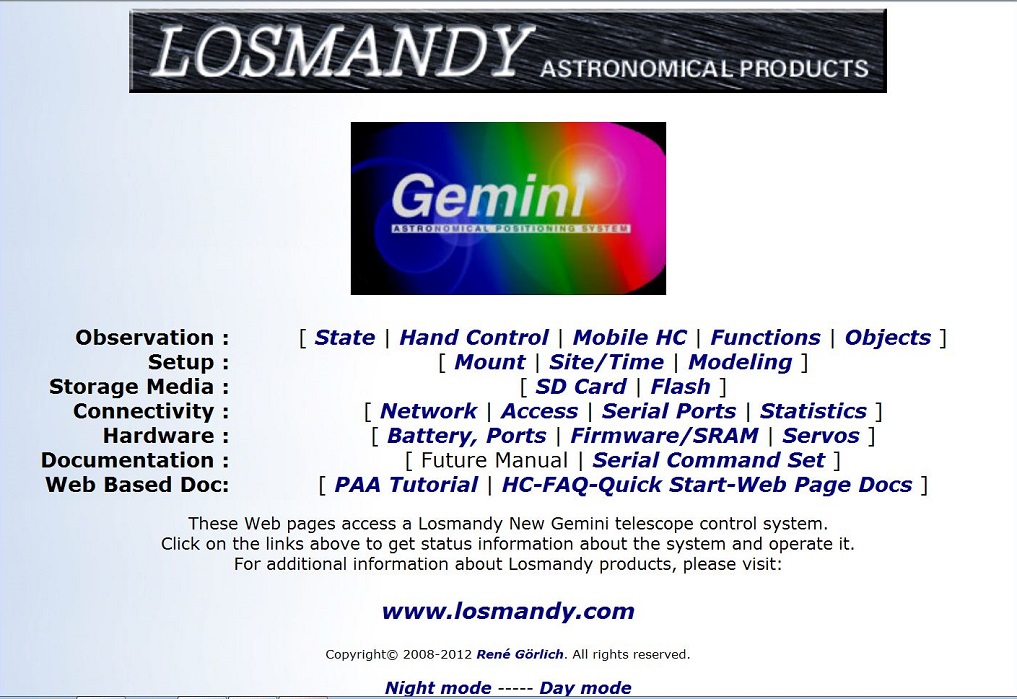 LOSMANDY ASTRONOMICAL PRODUCTS
Gemini
ASTRONOMICAL POSITIONING SYSTEM
Observation : [ State | Hand Control | Mobile HC | Functions | Objects ]
Setup : [ Mount | Site/Time | Modeling ]
Storage Media : [ SD Card | Flash ]
Connectivity : [ Network | Access | Serial Ports | Statistics ]
Hardware : [ Battery, Ports | Firmware/SRAM | Servos ]
Documentation : [ Future Manual | Serial Command Set ]
Web Based Doc: [ PAA Tutorial | HC-FAQ-Quick Start-Web Page Docs ]
These Web pages access a Losmandy New Gemini telescope control system.
Click on the links above to get status information about the system and operate it.
For additional information about Losmandy products, please visit:
www.losmandy.com
Copyright© 2008-2012 René Görlich. All rights reserved.
Night mode ----- Day mode